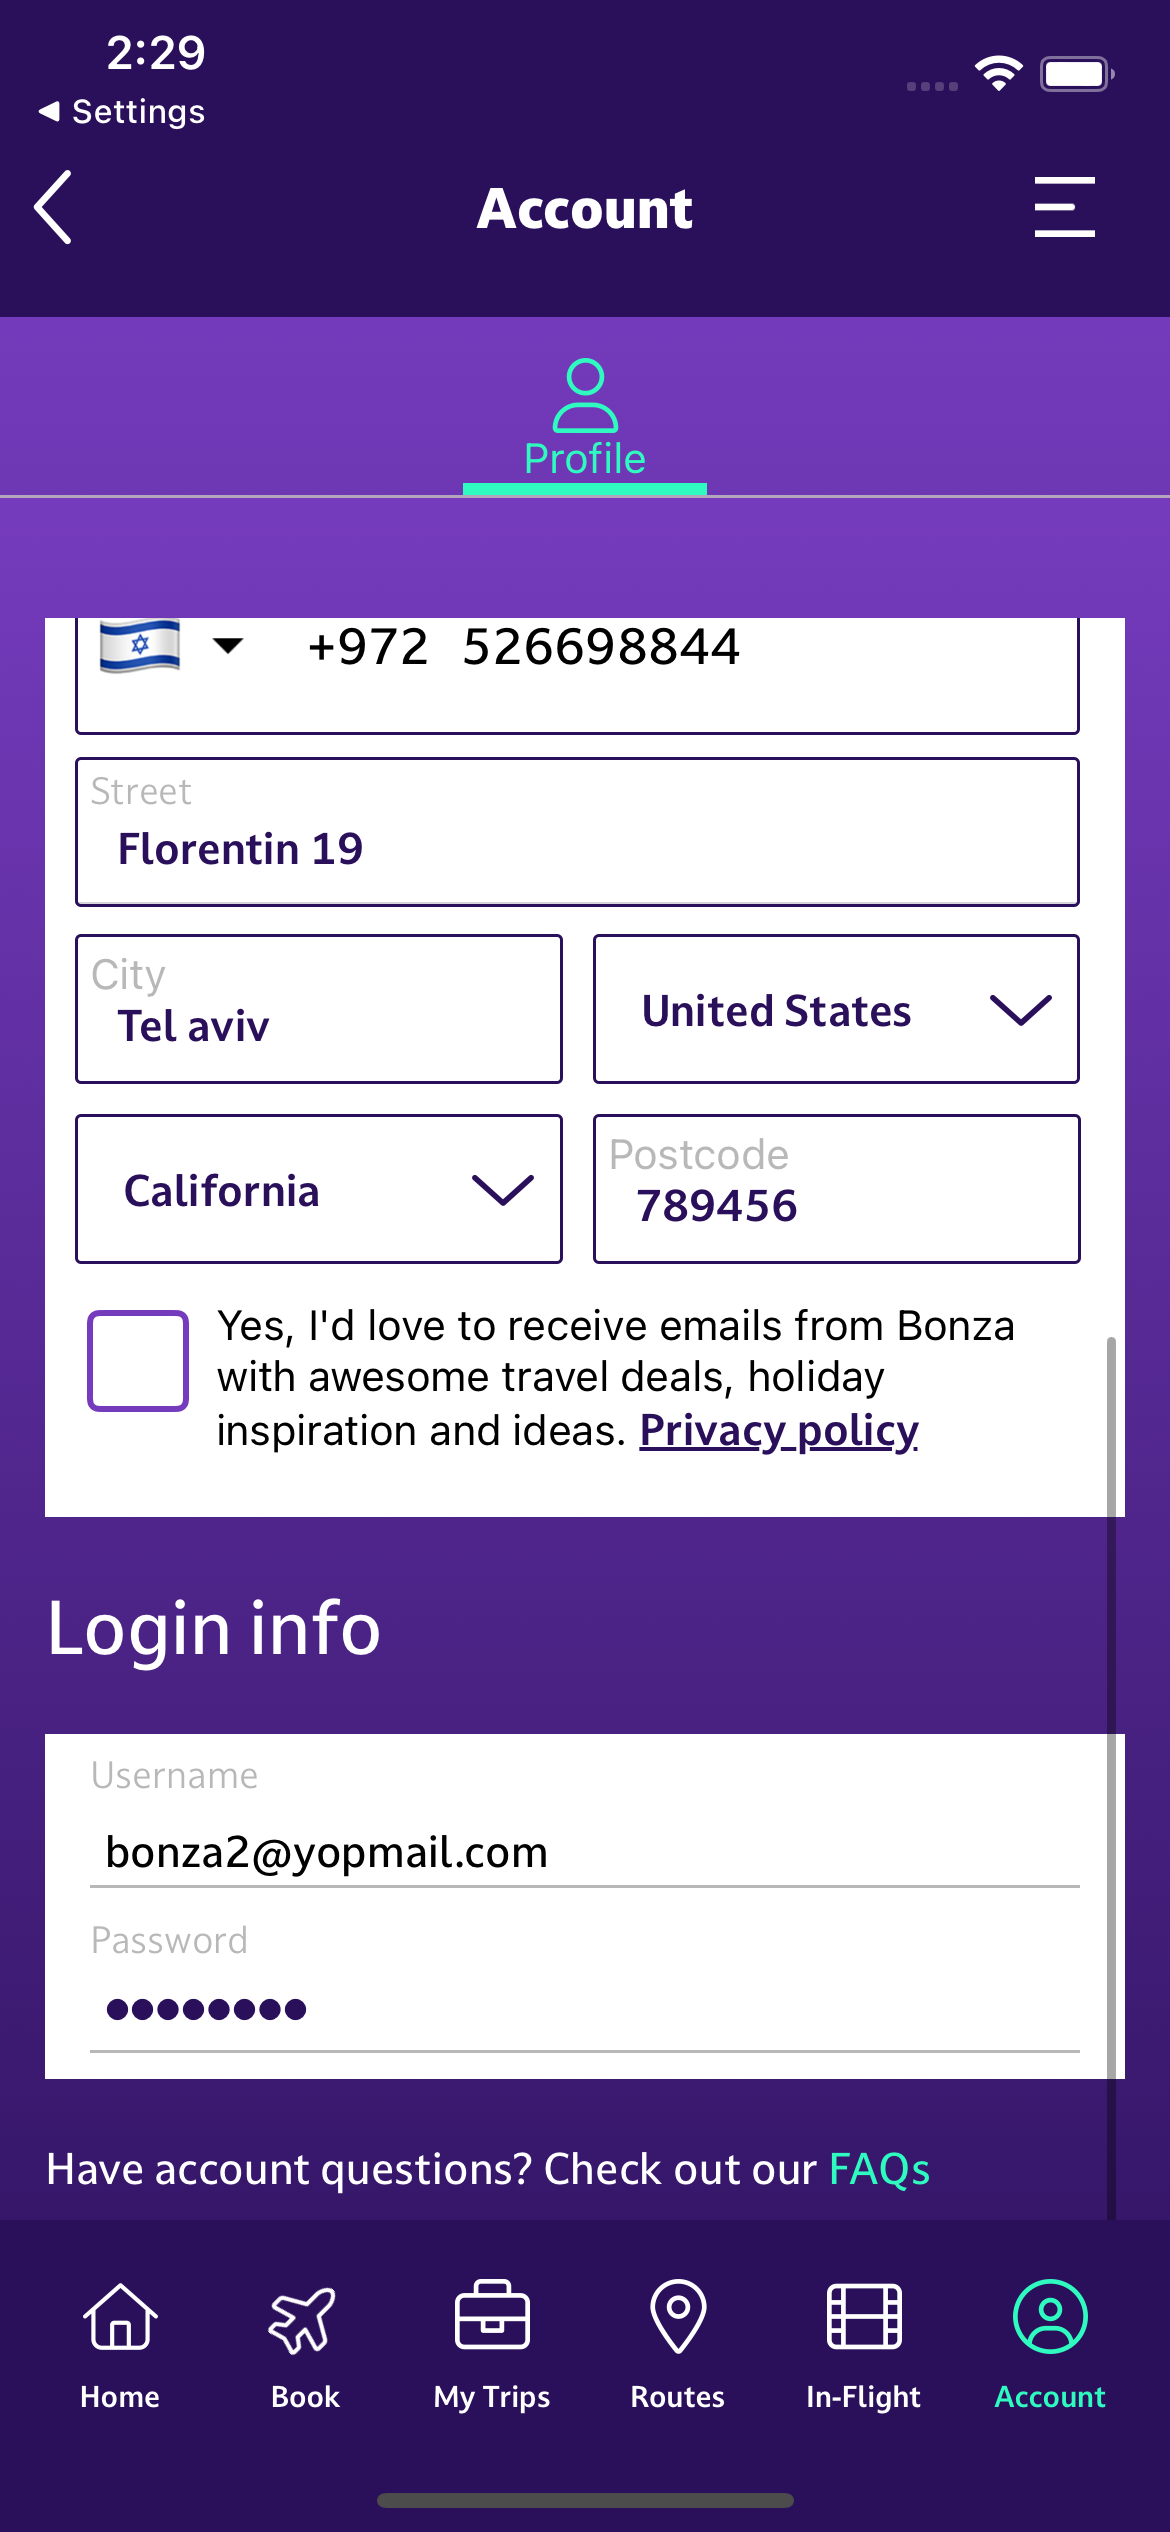 2:29
Settings
Account
Profile
+972 526698844
Street
Florentin 19
City
Tel aviv
United States
California
Postcode
789456
Yes, I'd love to receive emails from Bonza
with awesome travel deals, holiday
inspiration and ideas. Privacy policy
Login info
Username
bonza2@yopmail.com
Password
••••••••
Have account questions? Check out our FAQs
Home Book My Trips Routes In-Flight Account